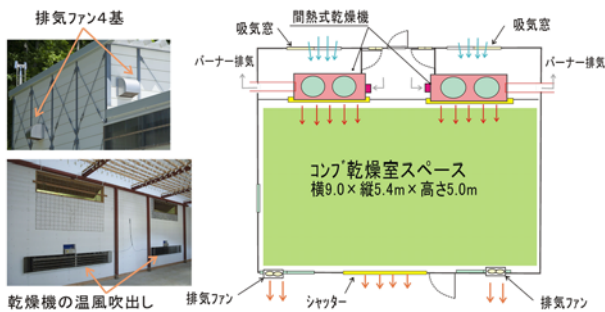 排気ファン4基
間熱式乾燥機
吸気窓
吸気窓
バーナー排気
バーナー排気
コンブ乾燥室スペース
横9.0×縦5.4m×高さ5.0m
乾燥機の温風吹出し
排気ファン
シャッター
排気ファン